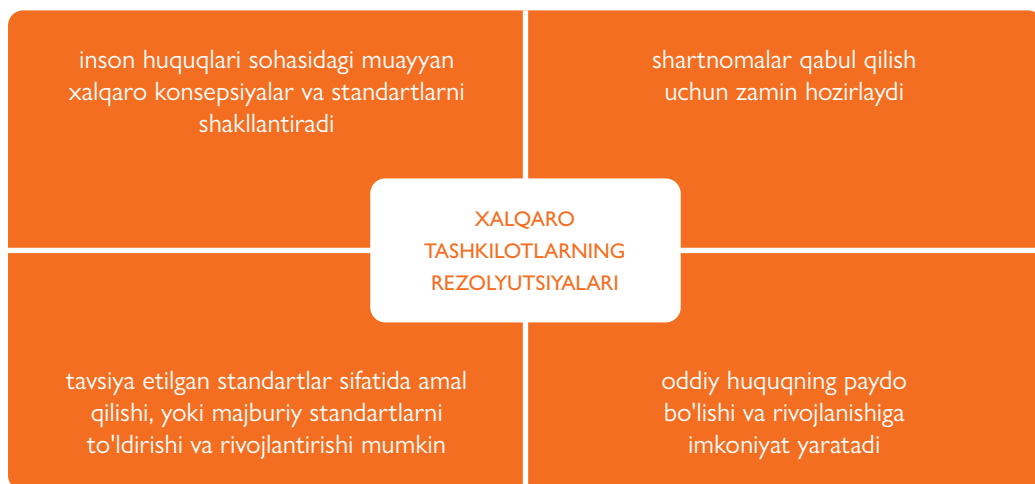 inson huquqlari sohasidagi muayyan
xalqaro konsepsiyalar va standartlarni
shakllantiradi
shartnomalar qabul qilish
uchun zamin hozirlaydi
XALQARO
TASHKILOTLARNING
REZOLYUTSIYALARI
tavsiya etilgan standartlar sifatida amal
qilishi, yoki majburiy standartlarni
to'ldirishi va rivojlantirishi mumkin
oddiy huquqning paydo
bo'lishi va rivojlanishiga
imkoniyat yaratadi